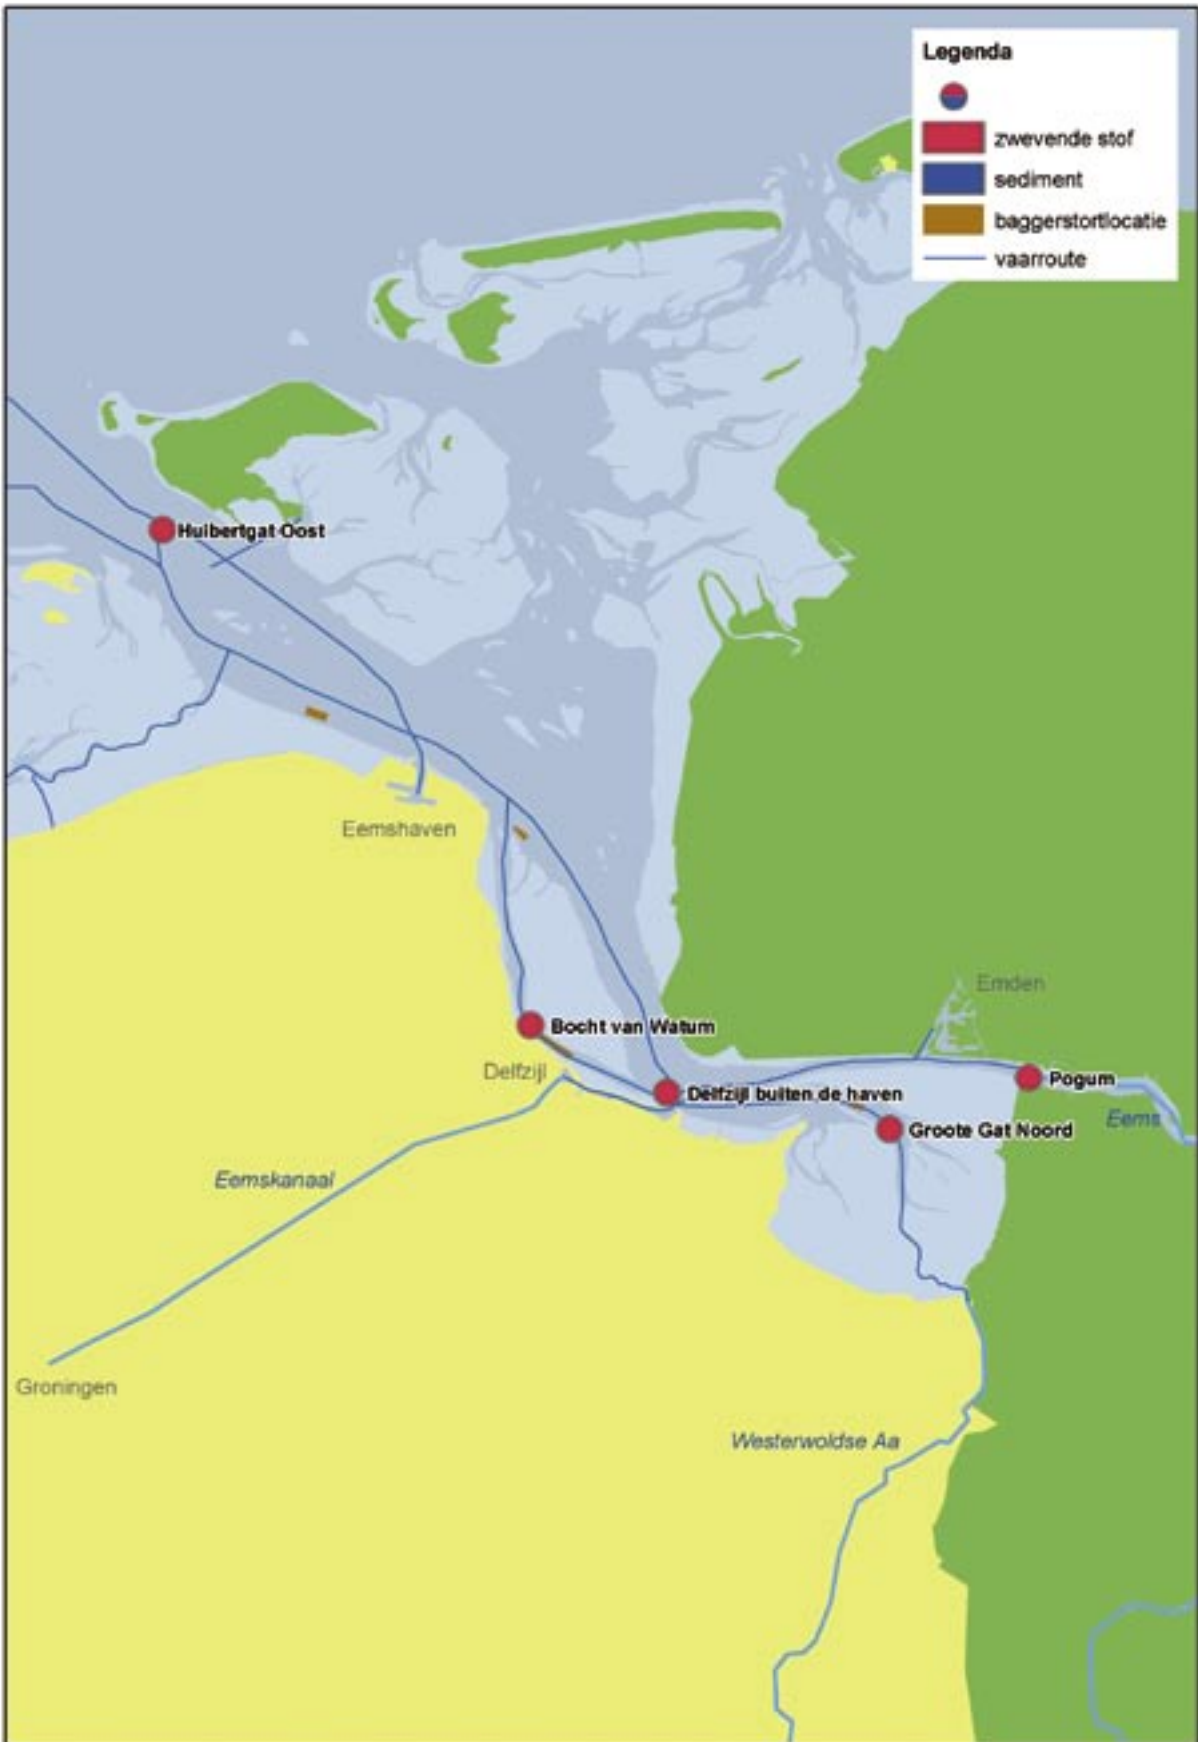 Legenda
zwevende stof
sediment
baggerstortlocatie
vaarroute
Huibertgat Oost
Eemshaven
Emden
Bocht van Watum
Delfzijl
Pogum
Delfzijl buiten de haven
Eems
Groote Gat Noord
Eemskanaal
Groningen
Westerwoldse Aa